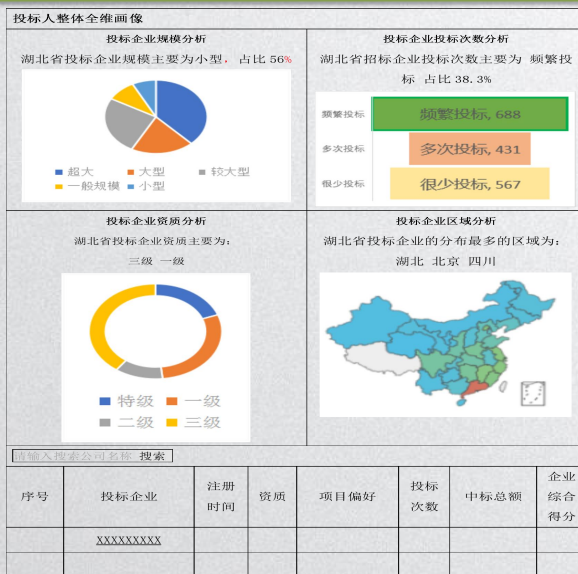 投标人整体全维画像
投标企业规模分析
湖北省投标企业规模主要为小型，占比 56%
超大 大型 较大型
一般规模 小型
投标企业投标次数分析
湖北省招标企业投标次数主要为 频繁投
标 占比 38.3%
频繁投标 频繁投标, 688
多次投标 多次投标, 431
很少投标 很少投标, 567
投标企业资质分析
湖北省投标企业资质主要为：
三级 一级
特级 一级
二级 三级
投标企业区域分析
湖北省投标企业的分布最多的区域为：
湖北 北京 四川
请输入搜索公司名称 搜索
序号 投标企业 注册时间 资质 项目偏好 投标次数 中标总额 企业综合得分
XXXXXXXXX